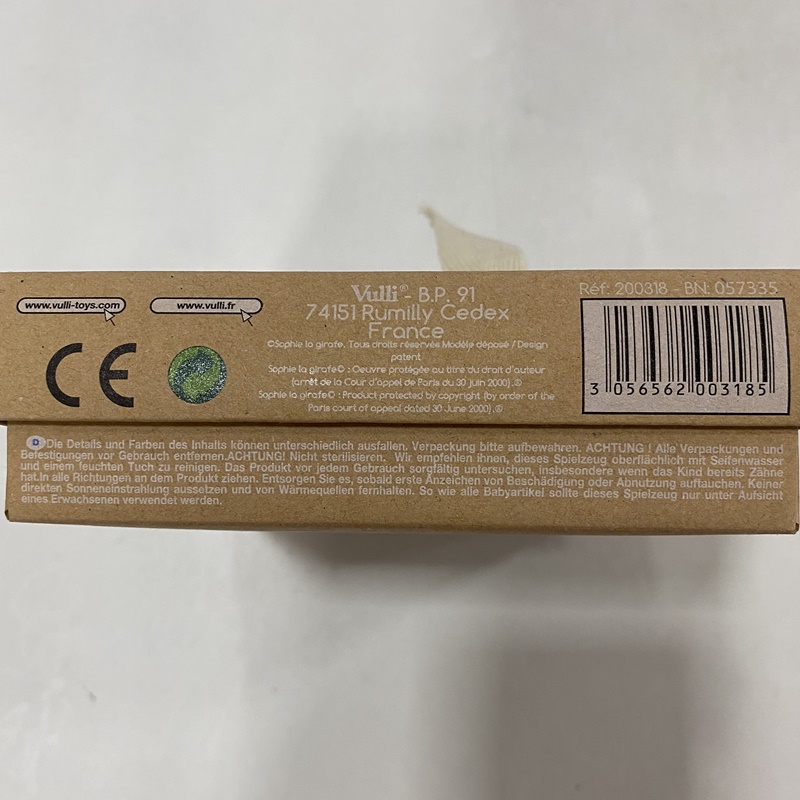 www.vulli-toys.com
www.vulli.fr
Vulli® - B.P. 91
74151 Rumilly Cedex
France
©Sophie la girafe. Tous droits réservés Modèle déposé / Design
patent
Sophie la girafe© : Oeuvre protégée au titre du droit d'auteur
(arrêt de la Cour d'appel de Paris du 30 juin 2000).®
Sophie la girafe© : Product protected by copyright (by order of the
Paris court of appeal dated 30 June 2000).®
Réf: 200318 - BN: 057335
3 056562 003185
CE
D Die Details und Farben des Inhalts können unterschiedlich ausfallen. Verpackung bitte aufbewahren. ACHTUNG ! Alle Verpackungen und
Befestigungen vor Gebrauch entfernen.ACHTUNG! Nicht sterilisieren. Wir empfehlen ihnen, dieses Spielzeug oberflächlich mit Seifenwasser
und einem feuchten Tuch zu reinigen. Das Produkt vor jedem Gebrauch sorgfältig untersuchen, insbesondere wenn das Kind bereits Zähne
hat.In alle Richtungen an dem Produkt ziehen. Entsorgen Sie es, sobald erste Anzeichen von Beschädigung oder Abnutzung auftauchen. Keiner
direkten Sonneneinstrahlung aussetzen und von Wärmequellen fernhalten. So wie alle Babyartikel sollte dieses Spielzeug nur unter Aufsicht
eines Erwachsenen verwendet werden.